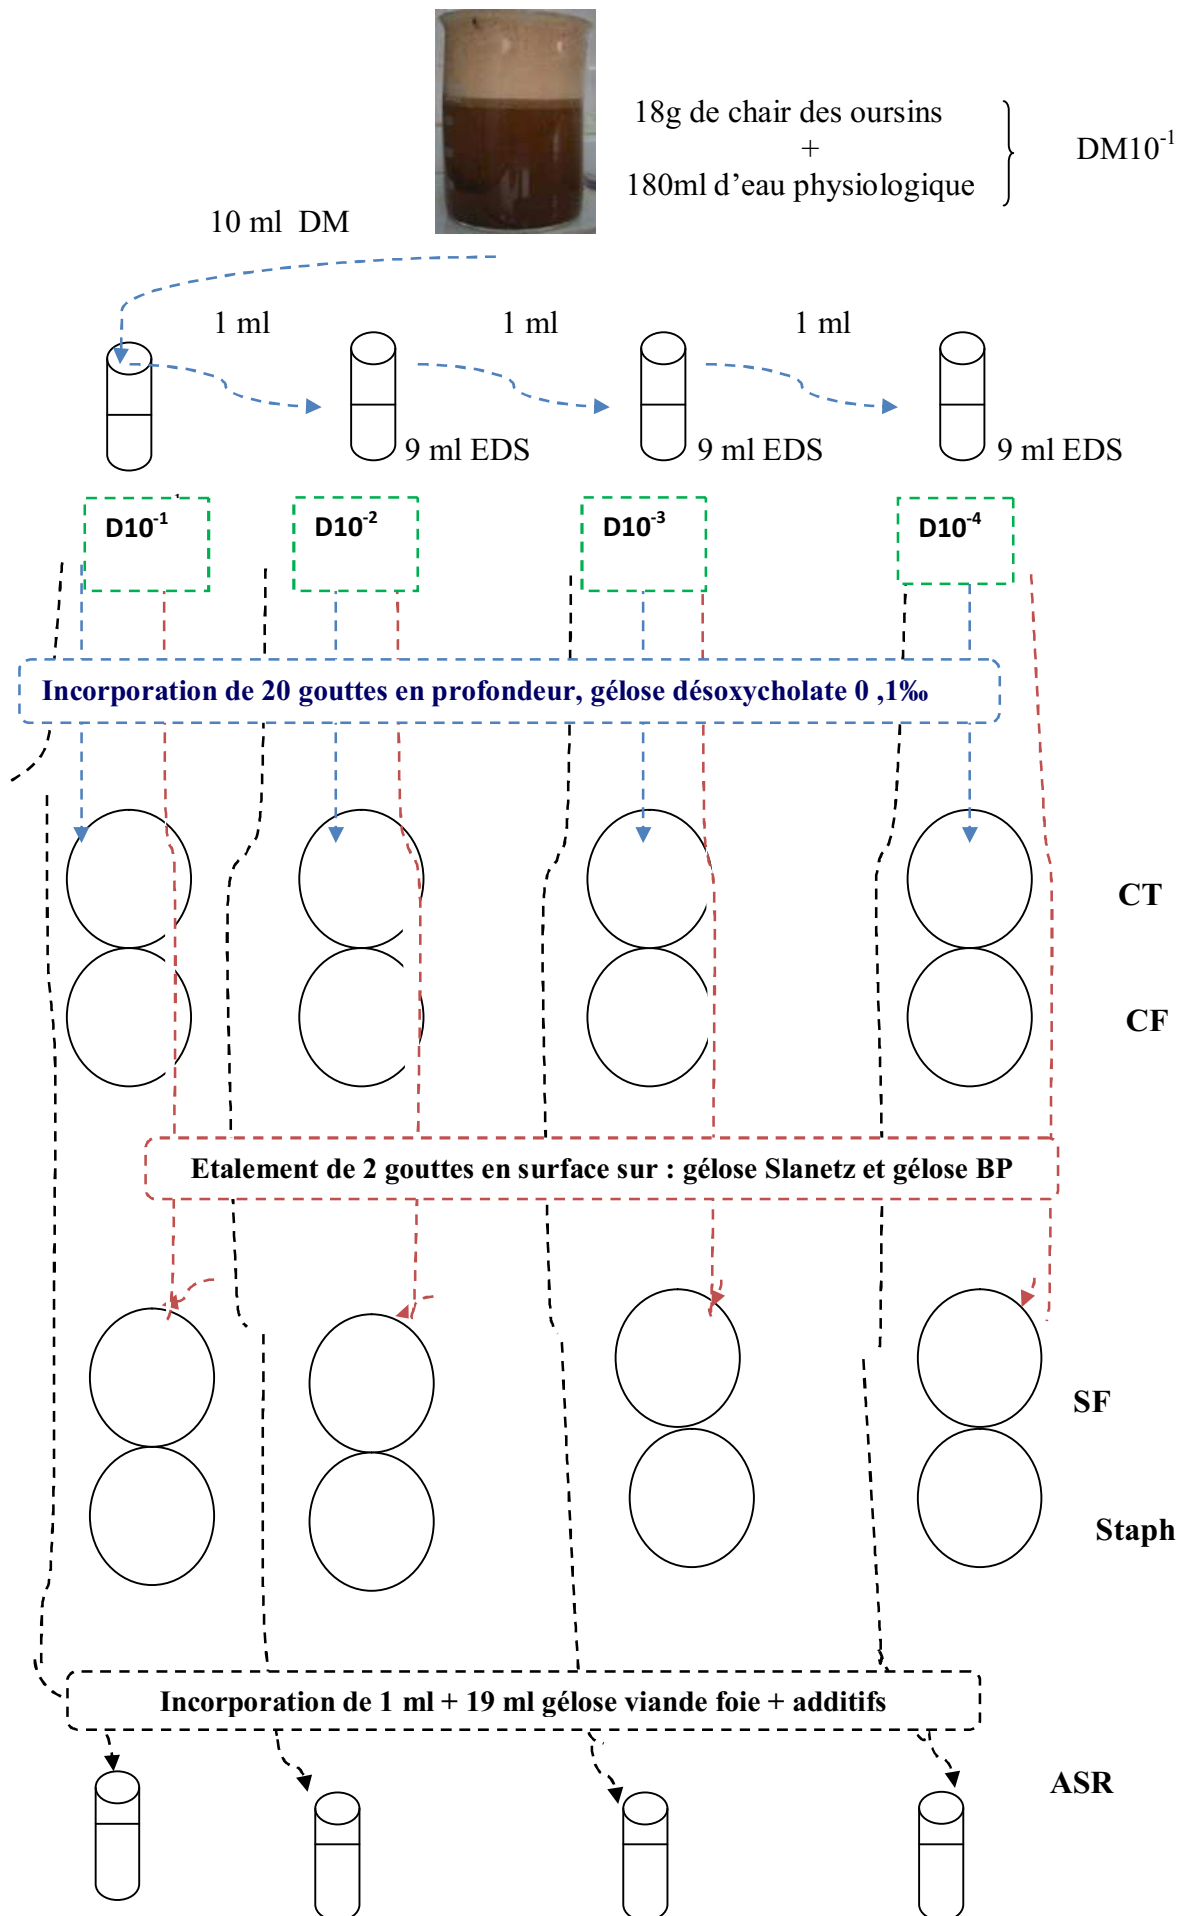 18g de chair des oursins
+
180ml d’eau physiologique
DM10⁻¹
10 ml  DM
1 ml
1 ml
1 ml
9 ml EDS
9 ml EDS
9 ml EDS
D10⁻¹
D10⁻²
D10⁻³
D10⁻⁴
Incorporation de 20 gouttes en profondeur, gélose désoxycholate 0 ,1‰
CT
CF
Etalement de 2 gouttes en surface sur : gélose Slanetz et gélose BP
SF
Staph
Incorporation de 1 ml + 19 ml gélose viande foie + additifs
ASR